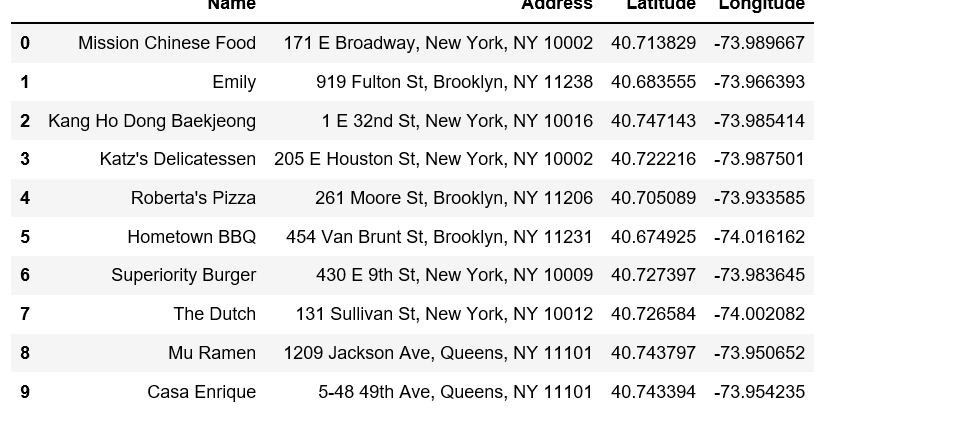 Name Address Latitude Longitude
0 Mission Chinese Food 171 E Broadway, New York, NY 10002 40.713829 -73.989667
1 Emily 919 Fulton St, Brooklyn, NY 11238 40.683555 -73.966393
2 Kang Ho Dong Baekjeong 1 E 32nd St, New York, NY 10016 40.747143 -73.985414
3 Katz's Delicatessen 205 E Houston St, New York, NY 10002 40.722216 -73.987501
4 Roberta's Pizza 261 Moore St, Brooklyn, NY 11206 40.705089 -73.933585
5 Hometown BBQ 454 Van Brunt St, Brooklyn, NY 11231 40.674925 -74.016162
6 Superiority Burger 430 E 9th St, New York, NY 10009 40.727397 -73.983645
7 The Dutch 131 Sullivan St, New York, NY 10012 40.726584 -74.002082
8 Mu Ramen 1209 Jackson Ave, Queens, NY 11101 40.743797 -73.950652
9 Casa Enrique 5-48 49th Ave, Queens, NY 11101 40.743394 -73.954235